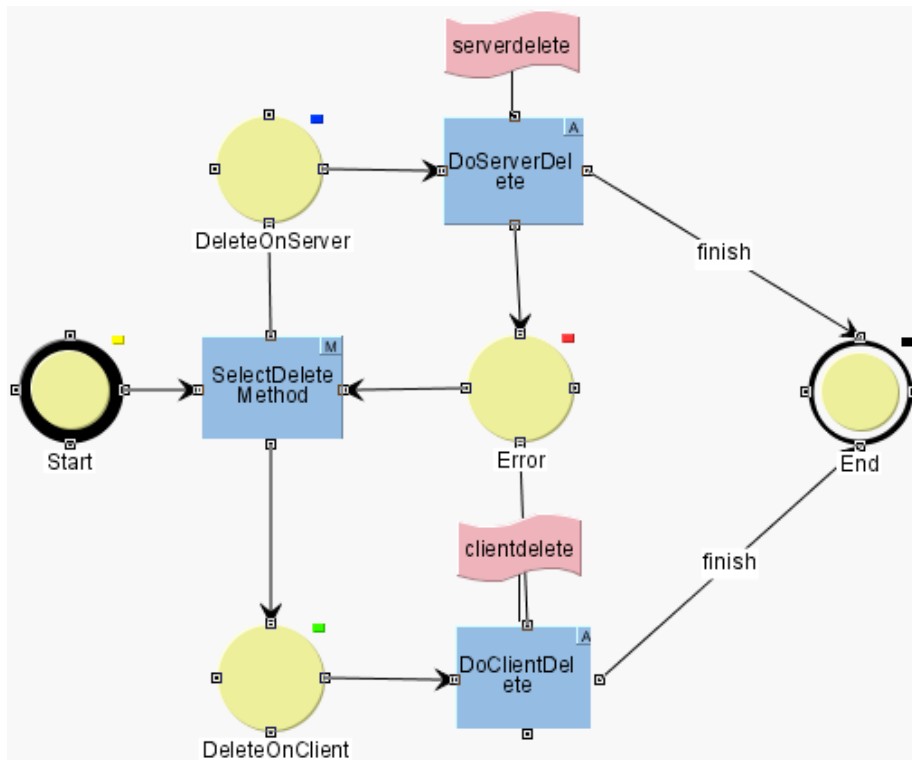 serverdelete
A
DoServerDel
ete
DeleteOnServer
finish
M
SelectDelete
Method
Start
Error
End
clientdelete
finish
A
DoClientDel
ete
DeleteOnClient